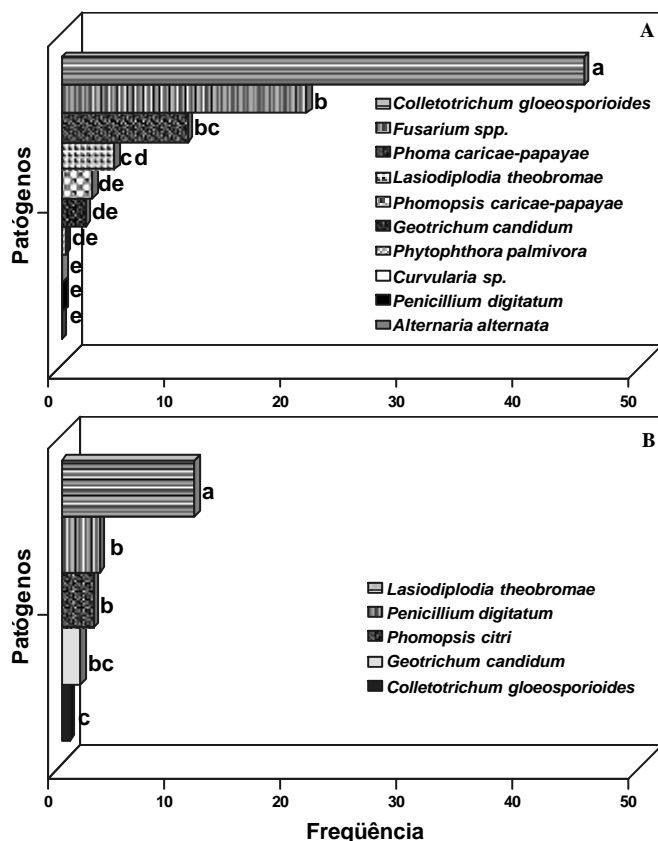 A
a
b
bc
cd
de
de
de
e
e
e
Patógenos
Colletotrichum gloeosporioides
Fusarium spp.
Phoma caricae-papayae
Lasiodiplodia theobromae
Phomopsis caricae-papayae
Geotrichum candidum
Phytophthora palmivora
Curvularia sp.
Penicillium digitatum
Alternaria alternata
0 10 20 30 40 50
B
a
b
b
bc
c
Patógenos
Lasiodiplodia theobromae
Penicillium digitatum
Phomopsis citri
Geotrichum candidum
Colletotrichum gloeosporioides
0 10 20 30 40 50
Freqüência